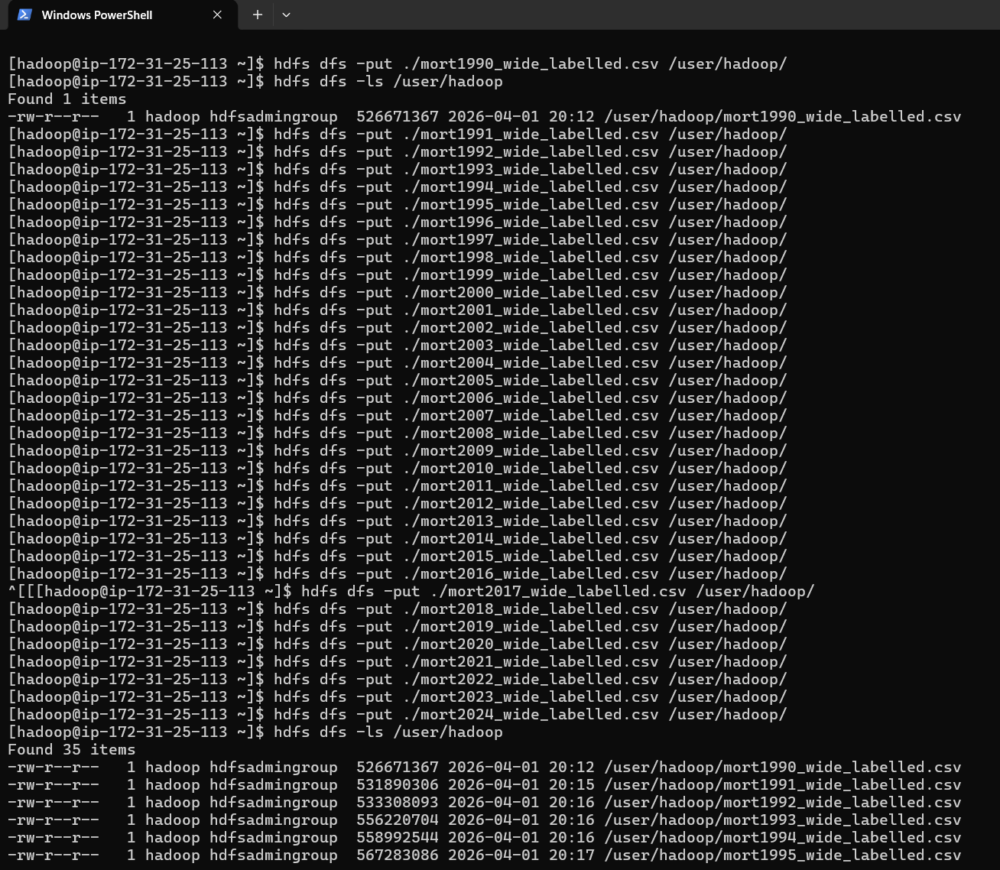 Windows PowerShell
[hadoop@ip-172-31-25-113 ~]$ hdfs dfs -put ./mort1990_wide_labelled.csv /user/hadoop/
[hadoop@ip-172-31-25-113 ~]$ hdfs dfs -ls /user/hadoop
Found 1 items
-rw-r--r--   1 hadoop hdfsadmingroup  526671367 2026-04-01 20:12 /user/hadoop/mort1990_wide_labelled.csv
[hadoop@ip-172-31-25-113 ~]$ hdfs dfs -put ./mort1991_wide_labelled.csv /user/hadoop/
[hadoop@ip-172-31-25-113 ~]$ hdfs dfs -put ./mort1992_wide_labelled.csv /user/hadoop/
[hadoop@ip-172-31-25-113 ~]$ hdfs dfs -put ./mort1993_wide_labelled.csv /user/hadoop/
[hadoop@ip-172-31-25-113 ~]$ hdfs dfs -put ./mort1994_wide_labelled.csv /user/hadoop/
[hadoop@ip-172-31-25-113 ~]$ hdfs dfs -put ./mort1995_wide_labelled.csv /user/hadoop/
[hadoop@ip-172-31-25-113 ~]$ hdfs dfs -put ./mort1996_wide_labelled.csv /user/hadoop/
[hadoop@ip-172-31-25-113 ~]$ hdfs dfs -put ./mort1997_wide_labelled.csv /user/hadoop/
[hadoop@ip-172-31-25-113 ~]$ hdfs dfs -put ./mort1998_wide_labelled.csv /user/hadoop/
[hadoop@ip-172-31-25-113 ~]$ hdfs dfs -put ./mort1999_wide_labelled.csv /user/hadoop/
[hadoop@ip-172-31-25-113 ~]$ hdfs dfs -put ./mort2000_wide_labelled.csv /user/hadoop/
[hadoop@ip-172-31-25-113 ~]$ hdfs dfs -put ./mort2001_wide_labelled.csv /user/hadoop/
[hadoop@ip-172-31-25-113 ~]$ hdfs dfs -put ./mort2002_wide_labelled.csv /user/hadoop/
[hadoop@ip-172-31-25-113 ~]$ hdfs dfs -put ./mort2003_wide_labelled.csv /user/hadoop/
[hadoop@ip-172-31-25-113 ~]$ hdfs dfs -put ./mort2004_wide_labelled.csv /user/hadoop/
[hadoop@ip-172-31-25-113 ~]$ hdfs dfs -put ./mort2005_wide_labelled.csv /user/hadoop/
[hadoop@ip-172-31-25-113 ~]$ hdfs dfs -put ./mort2006_wide_labelled.csv /user/hadoop/
[hadoop@ip-172-31-25-113 ~]$ hdfs dfs -put ./mort2007_wide_labelled.csv /user/hadoop/
[hadoop@ip-172-31-25-113 ~]$ hdfs dfs -put ./mort2008_wide_labelled.csv /user/hadoop/
[hadoop@ip-172-31-25-113 ~]$ hdfs dfs -put ./mort2009_wide_labelled.csv /user/hadoop/
[hadoop@ip-172-31-25-113 ~]$ hdfs dfs -put ./mort2010_wide_labelled.csv /user/hadoop/
[hadoop@ip-172-31-25-113 ~]$ hdfs dfs -put ./mort2011_wide_labelled.csv /user/hadoop/
[hadoop@ip-172-31-25-113 ~]$ hdfs dfs -put ./mort2012_wide_labelled.csv /user/hadoop/
[hadoop@ip-172-31-25-113 ~]$ hdfs dfs -put ./mort2013_wide_labelled.csv /user/hadoop/
[hadoop@ip-172-31-25-113 ~]$ hdfs dfs -put ./mort2014_wide_labelled.csv /user/hadoop/
[hadoop@ip-172-31-25-113 ~]$ hdfs dfs -put ./mort2015_wide_labelled.csv /user/hadoop/
[hadoop@ip-172-31-25-113 ~]$ hdfs dfs -put ./mort2016_wide_labelled.csv /user/hadoop/
^[[[hadoop@ip-172-31-25-113 ~]$ hdfs dfs -put ./mort2017_wide_labelled.csv /user/hadoop/
[hadoop@ip-172-31-25-113 ~]$ hdfs dfs -put ./mort2018_wide_labelled.csv /user/hadoop/
[hadoop@ip-172-31-25-113 ~]$ hdfs dfs -put ./mort2019_wide_labelled.csv /user/hadoop/
[hadoop@ip-172-31-25-113 ~]$ hdfs dfs -put ./mort2020_wide_labelled.csv /user/hadoop/
[hadoop@ip-172-31-25-113 ~]$ hdfs dfs -put ./mort2021_wide_labelled.csv /user/hadoop/
[hadoop@ip-172-31-25-113 ~]$ hdfs dfs -put ./mort2022_wide_labelled.csv /user/hadoop/
[hadoop@ip-172-31-25-113 ~]$ hdfs dfs -put ./mort2023_wide_labelled.csv /user/hadoop/
[hadoop@ip-172-31-25-113 ~]$ hdfs dfs -put ./mort2024_wide_labelled.csv /user/hadoop/
[hadoop@ip-172-31-25-113 ~]$ hdfs dfs -ls /user/hadoop
Found 35 items
-rw-r--r--   1 hadoop hdfsadmingroup  526671367 2026-04-01 20:12 /user/hadoop/mort1990_wide_labelled.csv
-rw-r--r--   1 hadoop hdfsadmingroup  531890306 2026-04-01 20:15 /user/hadoop/mort1991_wide_labelled.csv
-rw-r--r--   1 hadoop hdfsadmingroup  533308093 2026-04-01 20:16 /user/hadoop/mort1992_wide_labelled.csv
-rw-r--r--   1 hadoop hdfsadmingroup  556220704 2026-04-01 20:16 /user/hadoop/mort1993_wide_labelled.csv
-rw-r--r--   1 hadoop hdfsadmingroup  558992544 2026-04-01 20:16 /user/hadoop/mort1994_wide_labelled.csv
-rw-r--r--   1 hadoop hdfsadmingroup  567283086 2026-04-01 20:17 /user/hadoop/mort1995_wide_labelled.csv